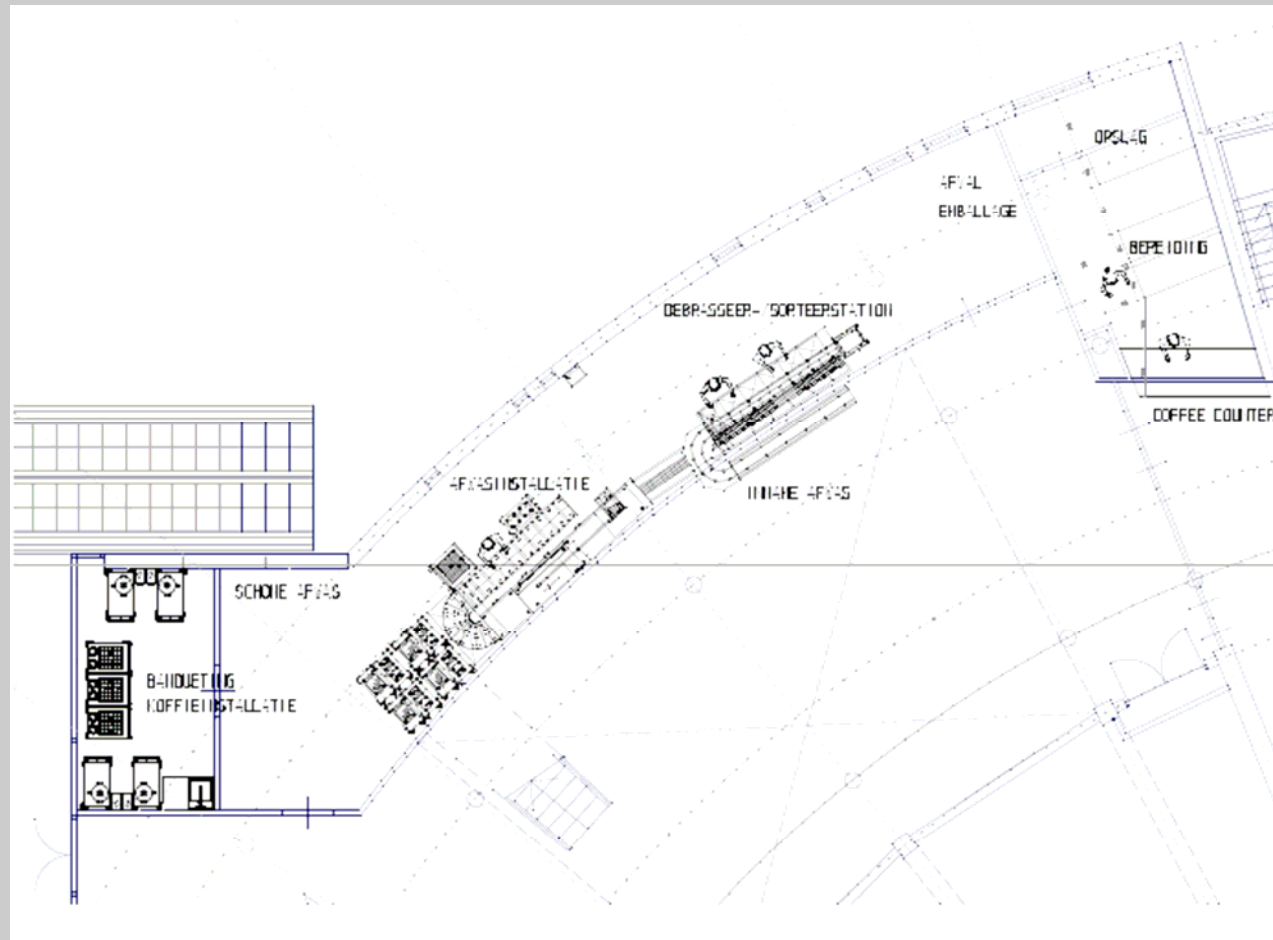 OPSLAG
AFVAL
EMBALLAGE
BEREIDING
DEBRASSEER-/SORTEERSTATION
COFFEE COUNTER
AFWASINSTALLATIE
INNAME AFWAS
SCHONE AFWAS
BANQUETING
KOFFIEINSTALLATIE